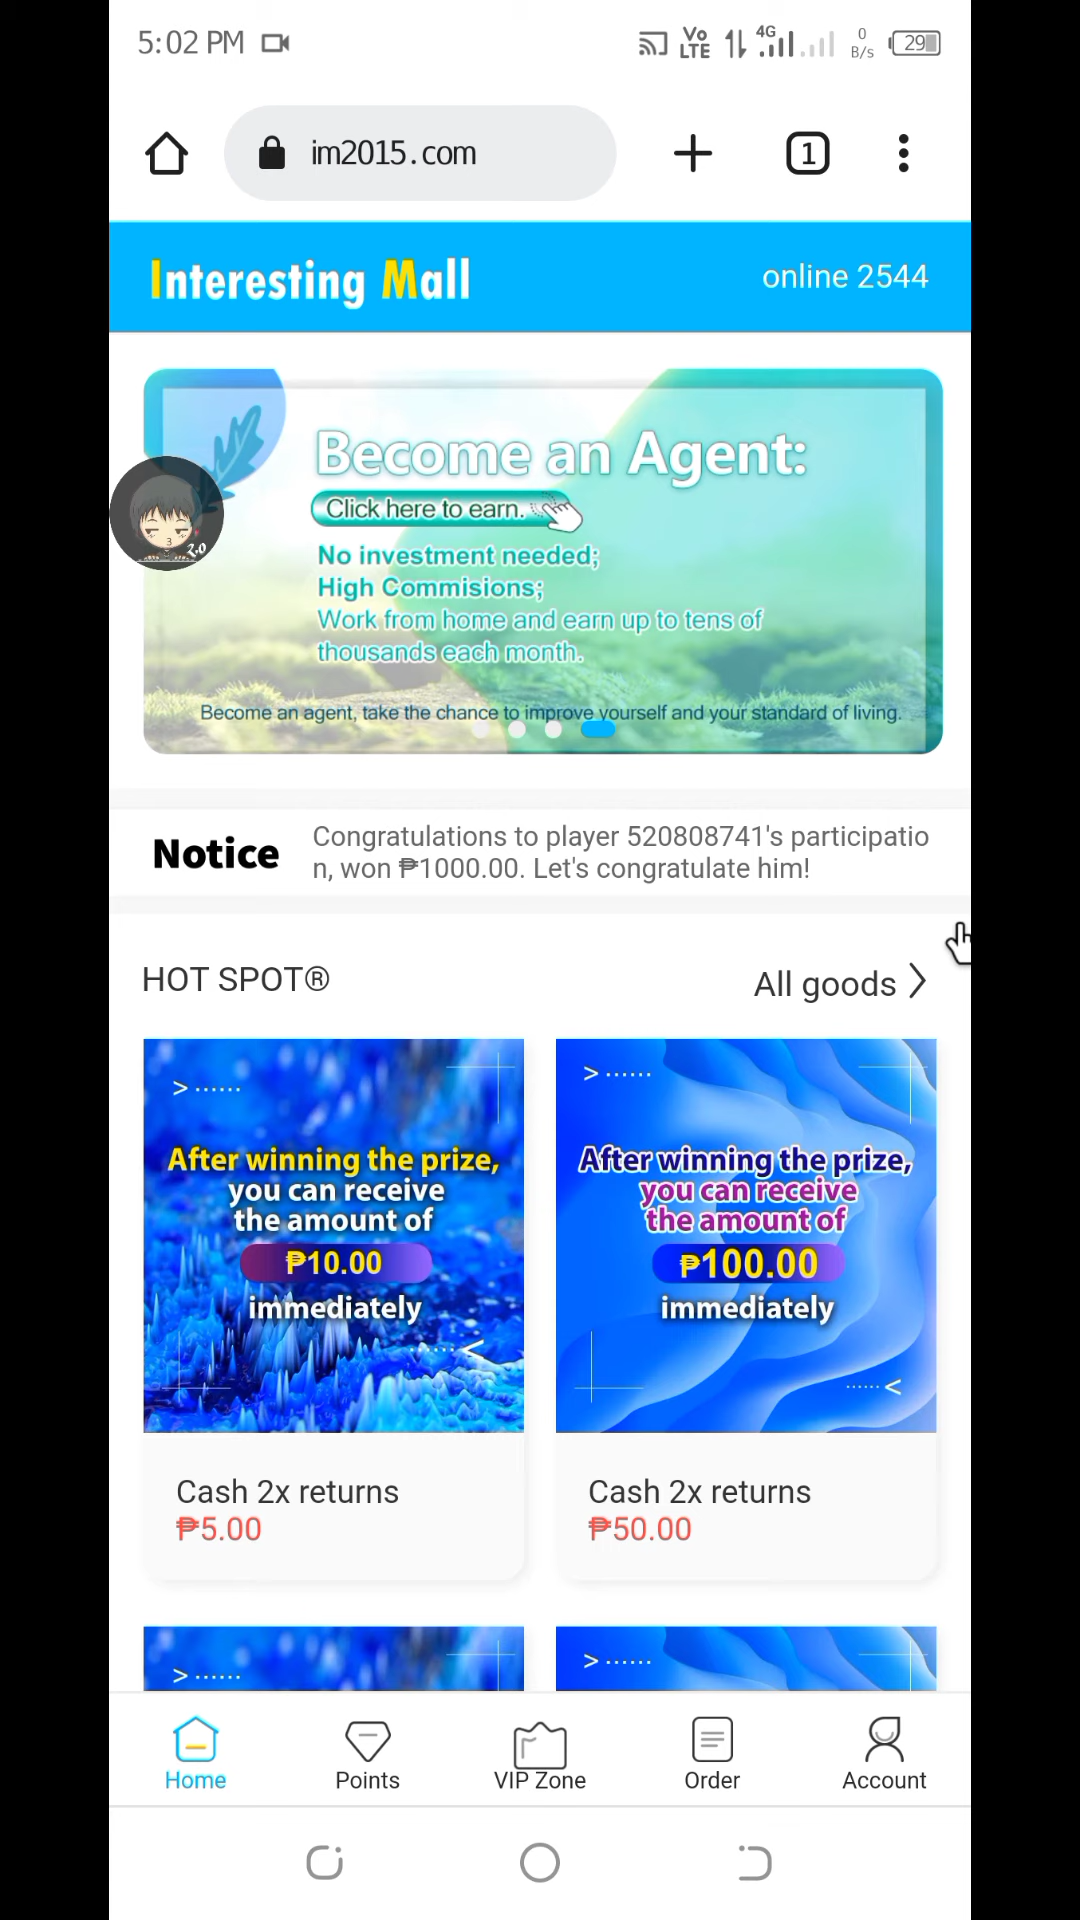 5:02 PM
Vo
LTE
4G
0
B/s
29
im2015.com
1
Interesting Mall
online 2544
Become an Agent:
Click here to earn.
No investment needed;
High Commisions;
Work from home and earn up to tens of
thousands each month.
Become an agent, take the chance to improve yourself and your standard of living.
2.0
Notice
Congratulations to player 520808741's participatio
n, won ₱1000.00. Let's congratulate him!
HOT SPOT®
All goods
After winning the prize,
you can receive
the amount of
₱10.00
immediately
After winning the prize,
you can receive
the amount of
₱100.00
immediately
Cash 2x returns
₱5.00
Cash 2x returns
₱50.00
Home
Points
VIP Zone
Order
Account